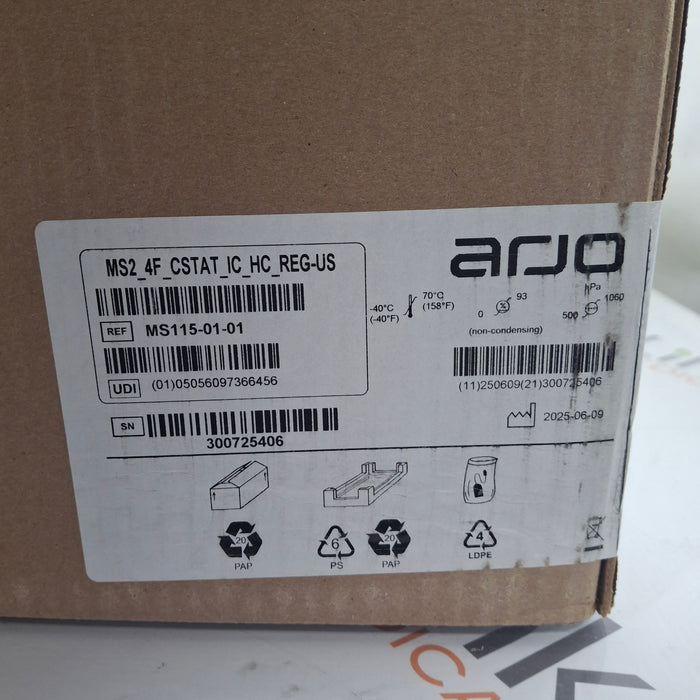 arjo
MS2_4F_CSTAT_IC_HC_REG-US
REF MS115-01-01
UDI (01)05056097366456
SN 300725406
-40°C
(-40°F)
70°C
(158°F)
0
%
93
(non-condensing)
hPa
500
1060
(11)250609(21)300725406
2025-06-09
20
PAP
6
PS
20
PAP
4
LDPE